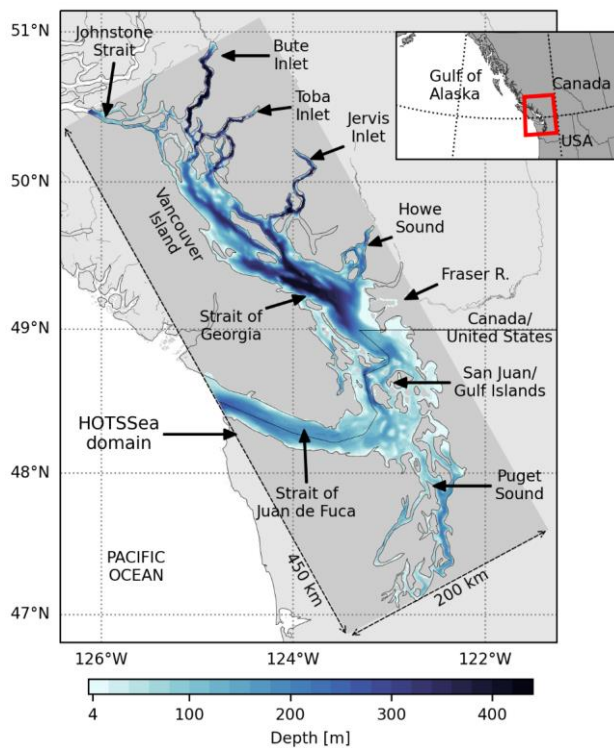 51°N
50°N
49°N
48°N
47°N
Johnstone
Strait
Bute
Inlet
Toba
Inlet
Jervis
Inlet
Gulf of
Alaska
Canada
USA
Vancouver
Island
Howe
Sound
Fraser R.
Strait of
Georgia
Canada/
United States
San Juan/
Gulf Islands
HOTSSea
domain
Strait of
Juan de Fuca
Puget
Sound
PACIFIC
OCEAN
450 km
200 km
126°W
124°W
122°W
4
100
200
300
400
Depth [m]